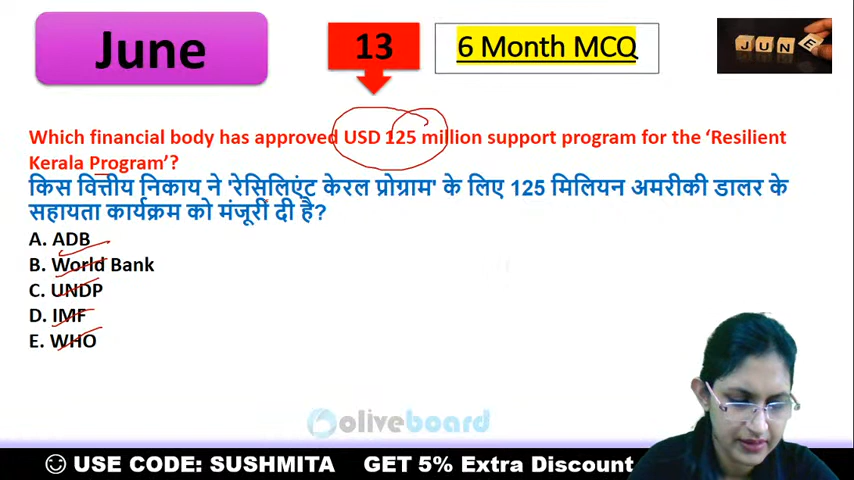 June
13
6 Month MCQ
JUNE
Which financial body has approved USD 125 million support program for the ‘Resilient
Kerala Program’?
किस वित्तीय निकाय ने 'रेसिलिएंट केरल प्रोग्राम' के लिए 125 मिलियन अमरीकी डालर के
सहायता कार्यक्रम को मंजूरी दी है?
A. ADB
B. World Bank
C. UNDP
D. IMF
E. WHO
oliveboard
USE CODE: SUSHMITA GET 5% Extra Discount